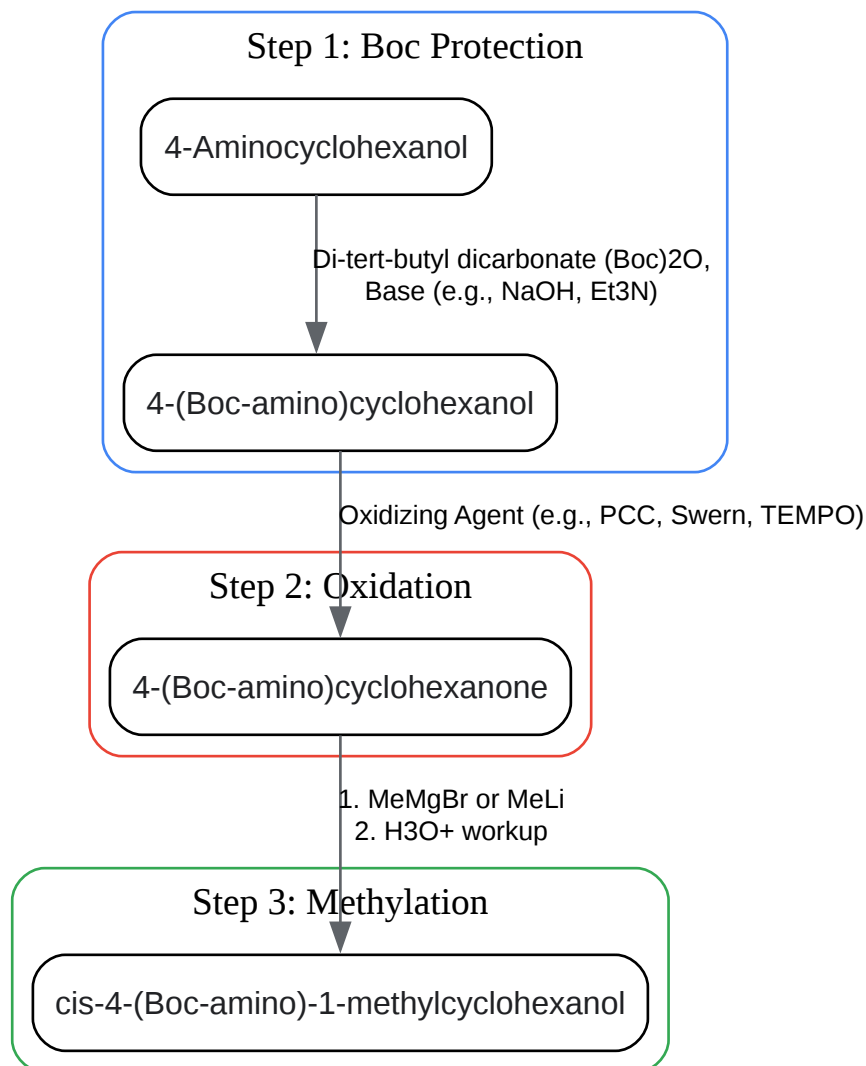 Step 1: Boc Protection
4-Aminocyclohexanol
Di-tert-butyl dicarbonate (Boc)2O,
Base (e.g., NaOH, Et3N)
4-(Boc-amino)cyclohexanol
Oxidizing Agent (e.g., PCC, Swern, TEMPO)
Step 2: Oxidation
4-(Boc-amino)cyclohexanone
1. MeMgBr or MeLi
2. H3O+ workup
Step 3: Methylation
cis-4-(Boc-amino)-1-methylcyclohexanol